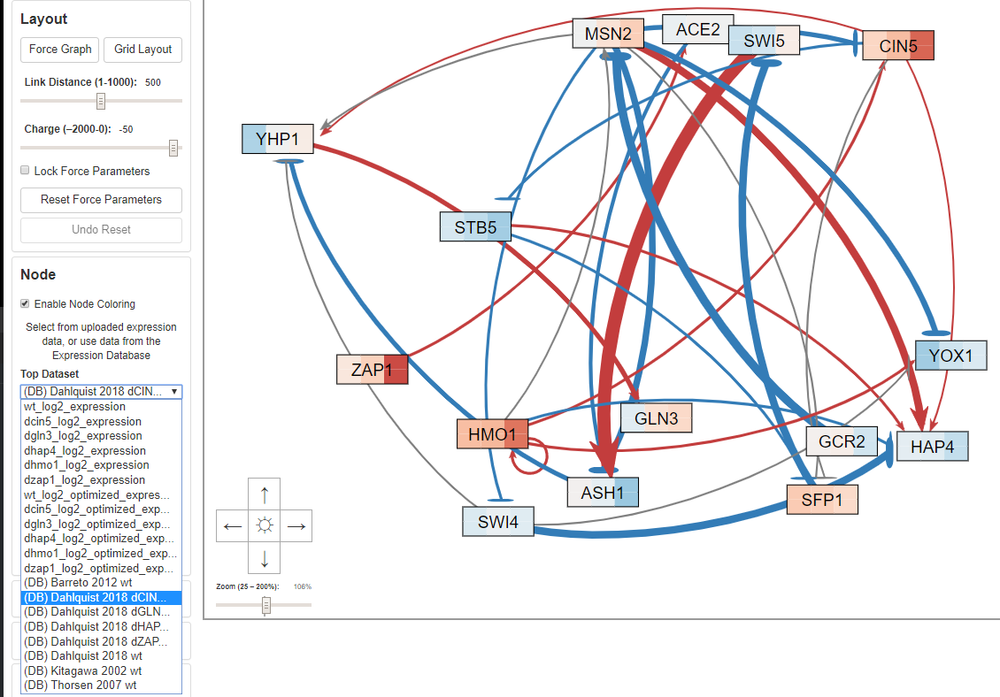 Layout
Force Graph
Grid Layout
Link Distance (1-1000): 500
Charge (–2000-0): -50
Lock Force Parameters
Reset Force Parameters
Undo Reset
Node
Enable Node Coloring
Select from uploaded expression
data, or use data from the
Expression Database
Top Dataset
(DB) Dahlquist 2018 dCIN...
wt_log2_expression
dcin5_log2_expression
dgln3_log2_expression
dhap4_log2_expression
dhmo1_log2_expression
dzap1_log2_expression
wt_log2_optimized_expres...
dcin5_log2_optimized_exp...
dgln3_log2_optimized_exp...
dhap4_log2_optimized_exp...
dhmo1_log2_optimized_exp...
dzap1_log2_optimized_exp...
(DB) Barreto 2012 wt
(DB) Dahlquist 2018 dCIN...
(DB) Dahlquist 2018 dGLN...
(DB) Dahlquist 2018 dHAP...
(DB) Dahlquist 2018 dZAP...
(DB) Dahlquist 2018 wt
(DB) Kitagawa 2002 wt
(DB) Thorsen 2007 wt
MSN2
ACE2
SWI5
CIN5
YHP1
STB5
ZAP1
YOX1
GLN3
HMO1
GCR2
HAP4
ASH1
SFP1
SWI4
Zoom (25 – 200%): 106%